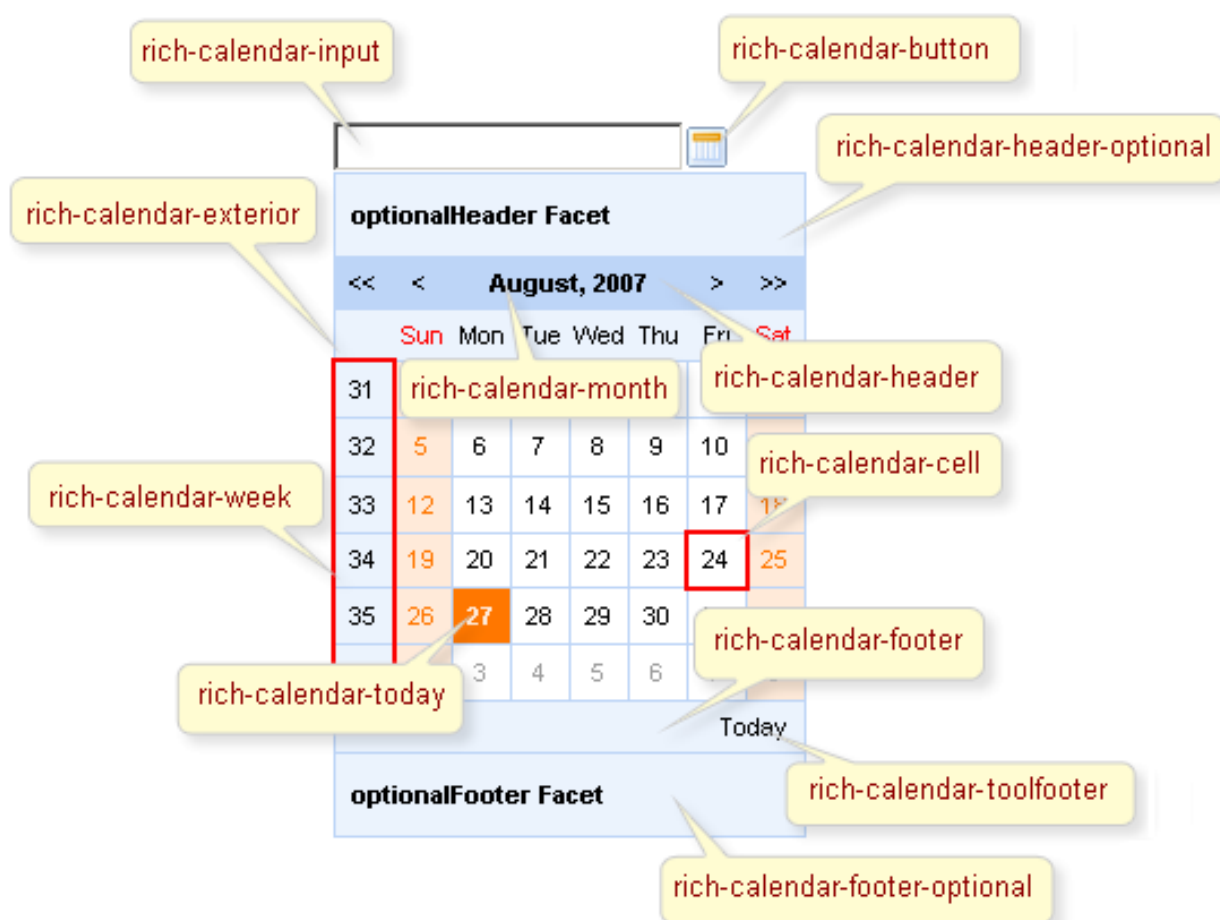 rich-calendar-input
rich-calendar-button
rich-calendar-header-optional
rich-calendar-exterior
optionalHeader Facet
<< < August, 2007 > >>
Sun Mon Tue Wed Thu Fri Sat
rich-calendar-month
rich-calendar-header
31
32 5 6 7 8 9 10
rich-calendar-cell
rich-calendar-week
33 12 13 14 15 16 17 18
34 19 20 21 22 23 24 25
35 26 27 28 29 30
rich-calendar-footer
rich-calendar-today
3 4 5 6
Today
rich-calendar-toolfooter
optionalFooter Facet
rich-calendar-footer-optional